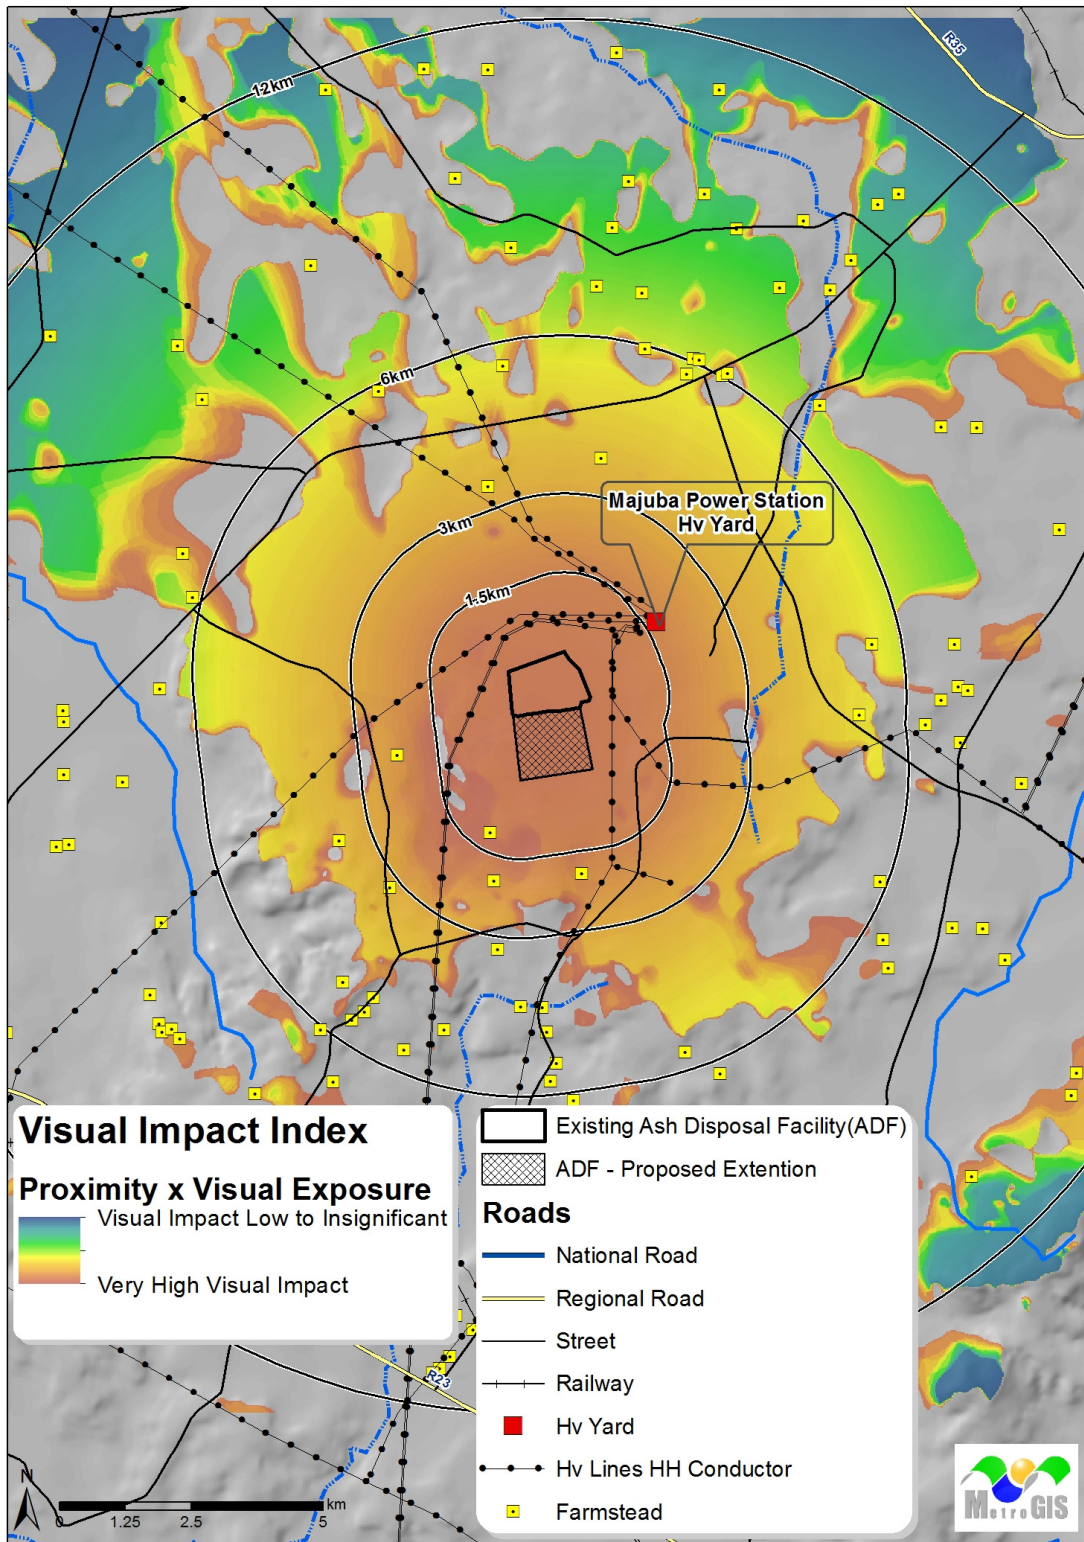 R35
12km
6km
3km
1.5km
Majuba Power Station
Hv Yard
Visual Impact Index
Proximity x Visual Exposure
Visual Impact Low to Insignificant
Very High Visual Impact
Existing Ash Disposal Facility(ADF)
ADF - Proposed Extention
Roads
National Road
Regional Road
Street
Railway
Hv Yard
Hv Lines HH Conductor
Farmstead
R23
N
km
0 1.25 2.5 5
MetroGIS